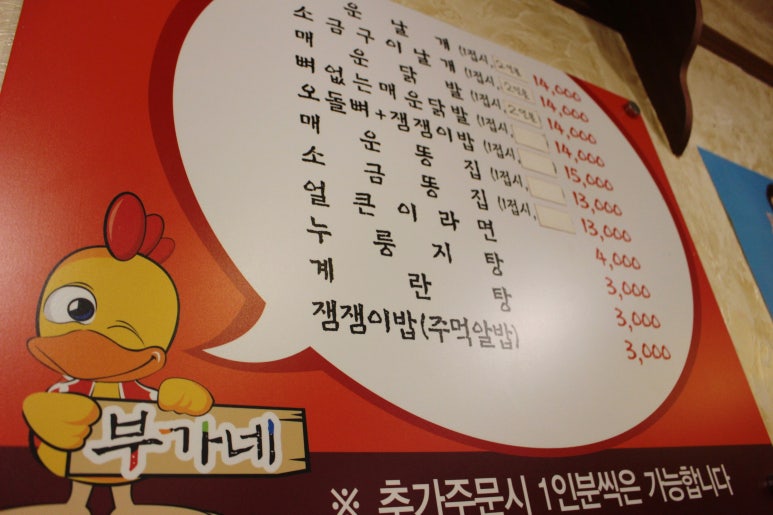 운 날 개 (1접시, 2인분 14,000
소금구이날개 (1접시, 2인분 14,000
매 운 닭 발 (1접시, 2인분 14,000
뼈없는매운닭발 (1접시, 14,000
오돌뼈+잼잼이밥 (1접시, 15,000
매 운 똥 집 (1접시, 13,000
소 금 똥 집 (1접시, 13,000
얼 큰 이 라 면 4,000
누 룽 지 탕 3,000
계 란 탕 3,000
잼잼이밥(주먹알밥) 3,000
부가네
※ 추가주문시 1인분씩은 가능합니다